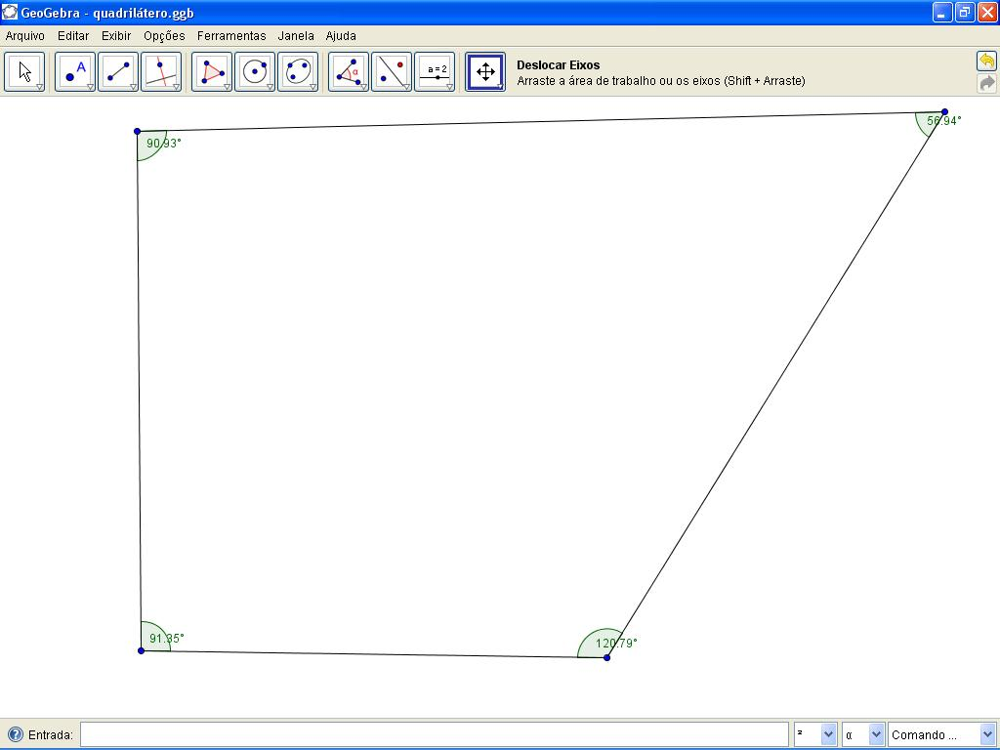 GeoGebra - quadrilátero.ggb
Arquivo Editar Exibir Opções Ferramentas Janela Ajuda
A α a = 2
Deslocar Eixos
Arraste a área de trabalho ou os eixos (Shift + Arraste)
90.93°
56.94°
91.35°
120.79°
Entrada: ² α Comando ...